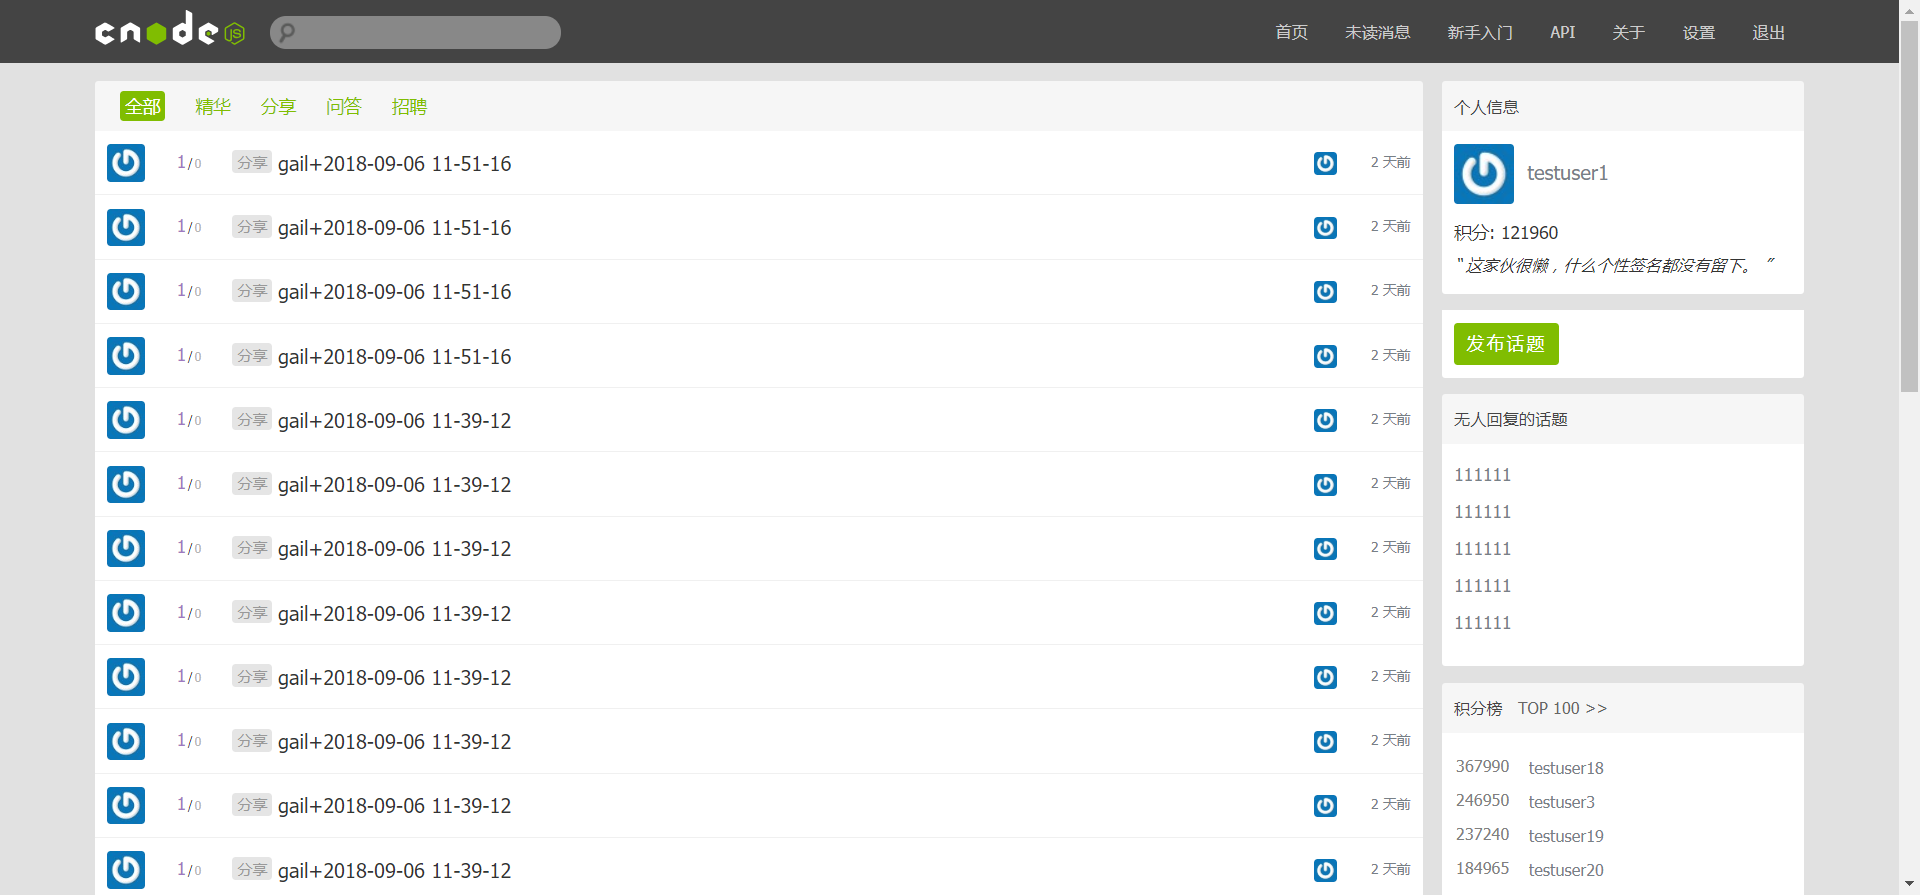 cnode JS
首页 未读消息 新手入门 API 关于 设置 退出
全部 精华 分享 问答 招聘
1/0 分享 gail+2018-09-06 11-51-16 2 天前
1/0 分享 gail+2018-09-06 11-51-16 2 天前
1/0 分享 gail+2018-09-06 11-51-16 2 天前
1/0 分享 gail+2018-09-06 11-51-16 2 天前
1/0 分享 gail+2018-09-06 11-39-12 2 天前
1/0 分享 gail+2018-09-06 11-39-12 2 天前
1/0 分享 gail+2018-09-06 11-39-12 2 天前
1/0 分享 gail+2018-09-06 11-39-12 2 天前
1/0 分享 gail+2018-09-06 11-39-12 2 天前
1/0 分享 gail+2018-09-06 11-39-12 2 天前
1/0 分享 gail+2018-09-06 11-39-12 2 天前
1/0 分享 gail+2018-09-06 11-39-12 2 天前
个人信息
testuser1
积分: 121960
“ 这家伙很懒，什么个性签名都没有留下。 ”
发布话题
无人回复的话题
111111
111111
111111
111111
111111
积分榜 TOP 100 >>
367990 testuser18
246950 testuser3
237240 testuser19
184965 testuser20